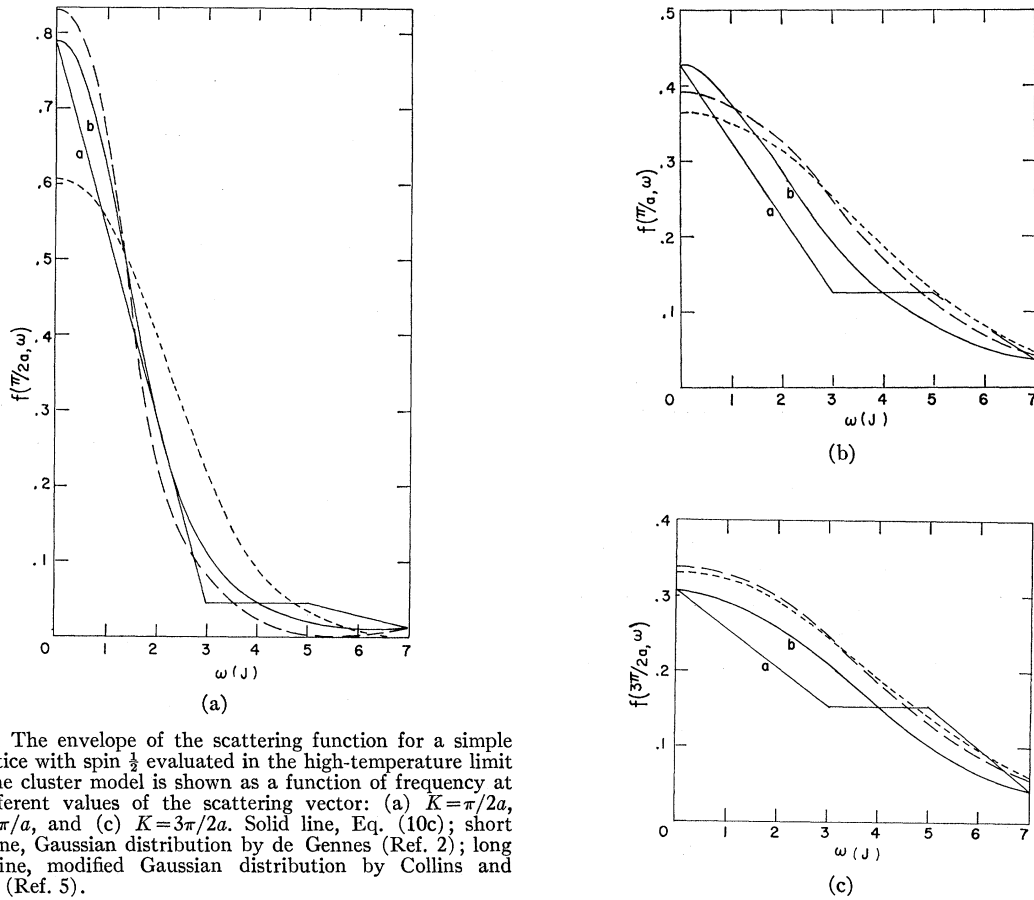 .8
.7
.6
.5
.4
.3
.2
.1
0
1 2 3 4 5 6 7
f(π/2a, ω)
b
a
ω(J)
(a)
The envelope of the scattering function for a simple
tice with spin ½ evaluated in the high-temperature limit
ne cluster model is shown as a function of frequency at
ferent values of the scattering vector: (a) K=π/2a,
π/a, and (c) K=3π/2a. Solid line, Eq. (10c); short
ne, Gaussian distribution by de Gennes (Ref. 2); long
ine, modified Gaussian distribution by Collins and
(Ref. 5).
.5
.4
.3
.2
.1
0 1 2 3 4 5 6 7
f(π/a, ω)
b
a
ω(J)
(b)
.4
.3
.2
.1
0 1 2 3 4 5 6 7
f(3π/2a, ω)
b
a
ω(J)
(c)